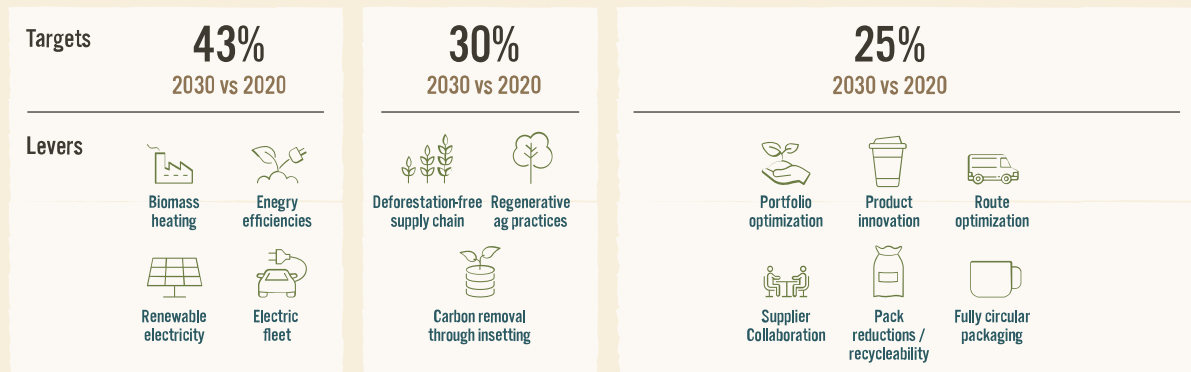 Targets
43%
2030 vs 2020
30%
2030 vs 2020
25%
2030 vs 2020
Levers
Biomass
heating
Enegry
efficiencies
Renewable
electricity
Electric
fleet
Deforestation-free
supply chain
Regenerative
ag practices
Carbon removal
through insetting
Portfolio
optimization
Product
innovation
Route
optimization
Supplier
Collaboration
Pack
reductions /
recycleability
Fully circular
packaging